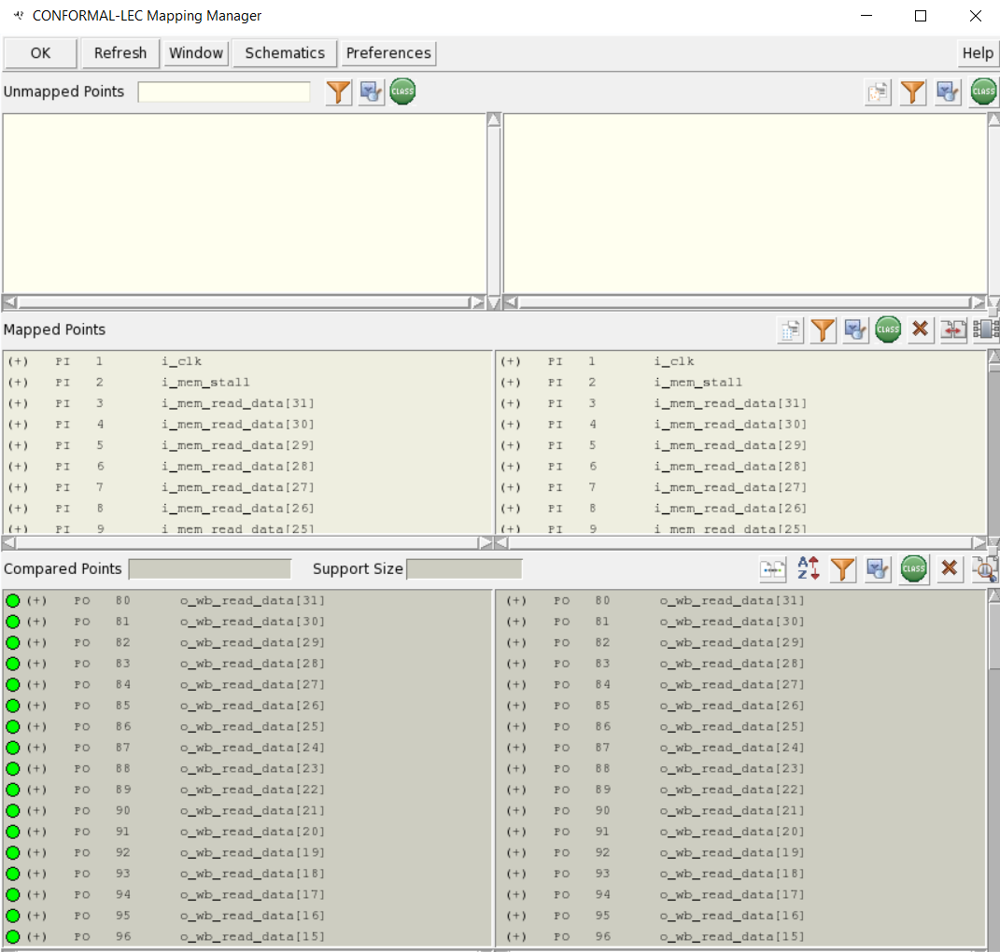 CONFORMAL-LEC Mapping Manager
OK Refresh Window Schematics Preferences Help
Unmapped Points CLASS CLASS
Mapped Points CLASS
(+) PI 1 i_clk (+) PI 1 i_clk
(+) PI 2 i_mem_stall (+) PI 2 i_mem_stall
(+) PI 3 i_mem_read_data[31] (+) PI 3 i_mem_read_data[31]
(+) PI 4 i_mem_read_data[30] (+) PI 4 i_mem_read_data[30]
(+) PI 5 i_mem_read_data[29] (+) PI 5 i_mem_read_data[29]
(+) PI 6 i_mem_read_data[28] (+) PI 6 i_mem_read_data[28]
(+) PI 7 i_mem_read_data[27] (+) PI 7 i_mem_read_data[27]
(+) PI 8 i_mem_read_data[26] (+) PI 8 i_mem_read_data[26]
(+) PI 9 i_mem_read_data[25] (+) PI 9 i_mem_read_data[25]
Compared Points Support Size A Z CLASS
(+) PO 80 o_wb_read_data[31] (+) PO 80 o_wb_read_data[31]
(+) PO 81 o_wb_read_data[30] (+) PO 81 o_wb_read_data[30]
(+) PO 82 o_wb_read_data[29] (+) PO 82 o_wb_read_data[29]
(+) PO 83 o_wb_read_data[28] (+) PO 83 o_wb_read_data[28]
(+) PO 84 o_wb_read_data[27] (+) PO 84 o_wb_read_data[27]
(+) PO 85 o_wb_read_data[26] (+) PO 85 o_wb_read_data[26]
(+) PO 86 o_wb_read_data[25] (+) PO 86 o_wb_read_data[25]
(+) PO 87 o_wb_read_data[24] (+) PO 87 o_wb_read_data[24]
(+) PO 88 o_wb_read_data[23] (+) PO 88 o_wb_read_data[23]
(+) PO 89 o_wb_read_data[22] (+) PO 89 o_wb_read_data[22]
(+) PO 90 o_wb_read_data[21] (+) PO 90 o_wb_read_data[21]
(+) PO 91 o_wb_read_data[20] (+) PO 91 o_wb_read_data[20]
(+) PO 92 o_wb_read_data[19] (+) PO 92 o_wb_read_data[19]
(+) PO 93 o_wb_read_data[18] (+) PO 93 o_wb_read_data[18]
(+) PO 94 o_wb_read_data[17] (+) PO 94 o_wb_read_data[17]
(+) PO 95 o_wb_read_data[16] (+) PO 95 o_wb_read_data[16]
(+) PO 96 o_wb_read_data[15] (+) PO 96 o_wb_read_data[15]